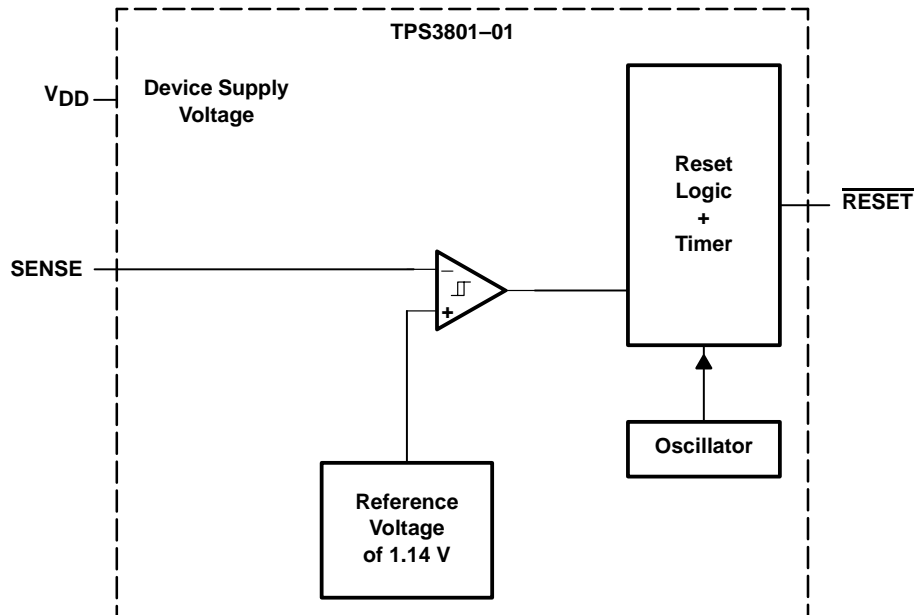 TPS3801–01
VDD
Device Supply
Voltage
Reset
Logic
+
Timer
RESET
SENSE
–
+
Oscillator
Reference
Voltage
of 1.14 V